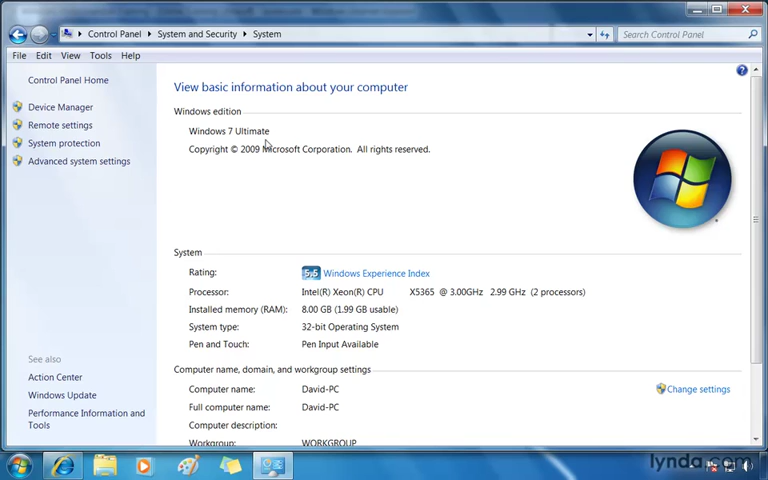 Control Panel ▸ System and Security ▸ System
Search Control Panel
File Edit View Tools Help
Control Panel Home
Device Manager
Remote settings
System protection
Advanced system settings
See also
Action Center
Windows Update
Performance Information and
Tools
View basic information about your computer
Windows edition
Windows 7 Ultimate
Copyright © 2009 Microsoft Corporation. All rights reserved.
System
Rating: 5,5 Windows Experience Index
Processor: Intel(R) Xeon(R) CPU X5365 @ 3.00GHz 2.99 GHz (2 processors)
Installed memory (RAM): 8.00 GB (1.99 GB usable)
System type: 32-bit Operating System
Pen and Touch: Pen Input Available
Computer name, domain, and workgroup settings
Computer name: David-PC
Change settings
Full computer name: David-PC
Computer description:
Workgroup: WORKGROUP
lynda.com